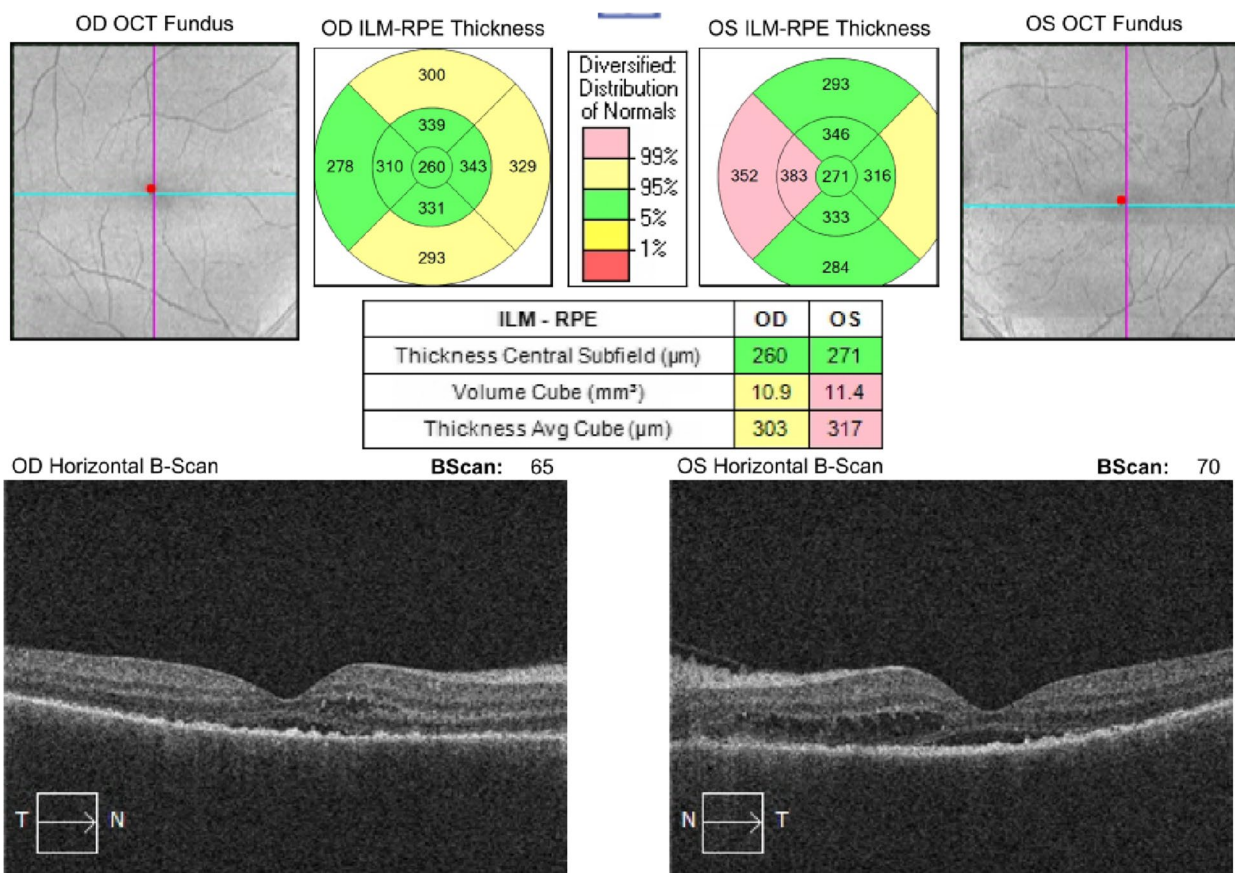 OD OCT Fundus
OD ILM-RPE Thickness
OS ILM-RPE Thickness
OS OCT Fundus
300
339
278 310 260 343 329
331
293
Diversified:
Distribution
of Normals
99%
95%
5%
1%
293
346
352 383 271 316
333
284
ILM - RPE OD OS
Thickness Central Subfield (µm) 260 271
Volume Cube (mm³) 10.9 11.4
Thickness Avg Cube (µm) 303 317
OD Horizontal B-Scan BScan: 65
OS Horizontal B-Scan BScan: 70
T N
N T